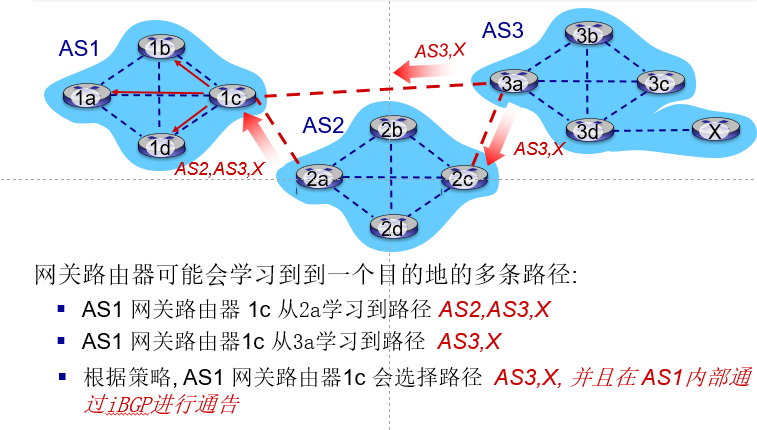 AS1
1b
1a
1c
1d
AS2,AS3,X
AS2
2b
2a
2c
2d
AS3,X
AS3
3b
3a
3c
3d
X
AS3,X
网关路由器可能会学习到到一个目的地的多条路径:
▪ AS1 网关路由器 1c 从2a学习到路径 AS2,AS3,X
▪ AS1 网关路由器1c 从3a学习到路径 AS3,X
▪ 根据策略, AS1 网关路由器1c 会选择路径 AS3,X, 并且在 AS1内部通
过iBGP进行通告